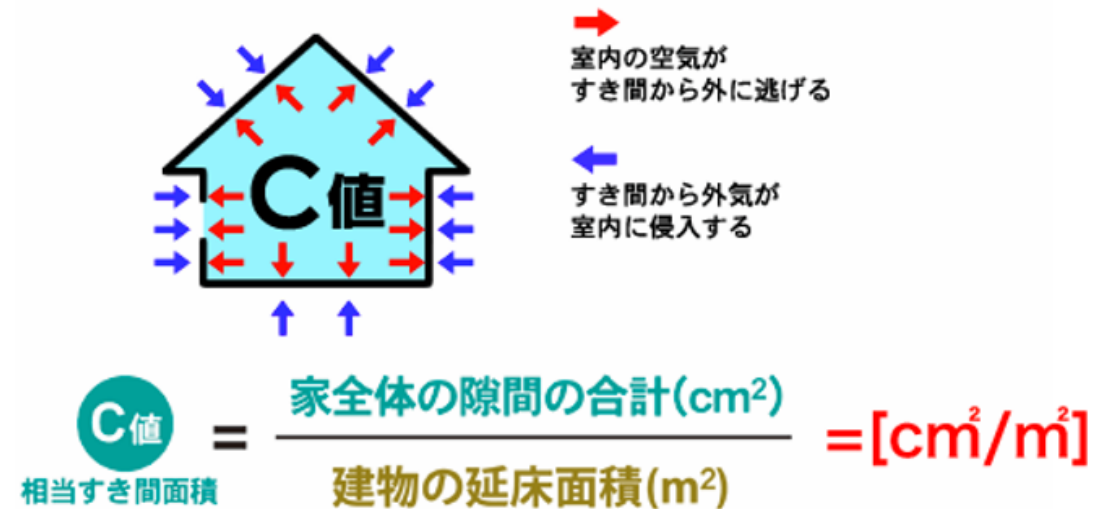 室内の空気が
すき間から外に逃げる
C値
すき間から外気が
室内に侵入する
C値
相当すき間面積
=
家全体の隙間の合計(cm²)
建物の延床面積(m²)
=[cm²/m²]